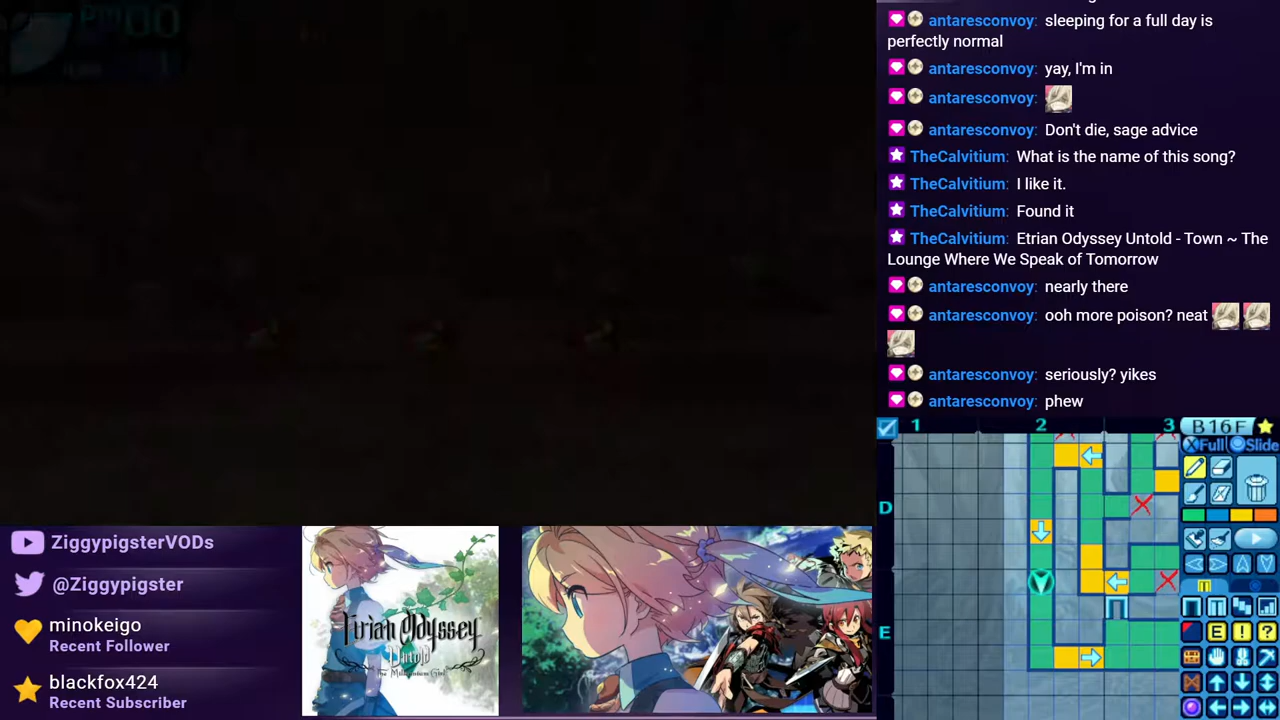 antaresconvoy: sleeping for a full day is
perfectly normal
antaresconvoy: yay, I'm in
antaresconvoy:
antaresconvoy: Don't die, sage advice
TheCalvitium: What is the name of this song?
TheCalvitium: I like it.
TheCalvitium: Found it
TheCalvitium: Etrian Odyssey Untold - Town ~ The
Lounge Where We Speak of Tomorrow
antaresconvoy: nearly there
antaresconvoy: ooh more poison? neat
antaresconvoy: seriously? yikes
antaresconvoy: phew
1 2 3 B16F
X Full Slide
D
E
E ! ?
ZiggypigsterVODs
@Ziggypigster
minokeigo
Recent Follower
blackfox424
Recent Subscriber
Etrian Odyssey
Untold
The Millennium Girl